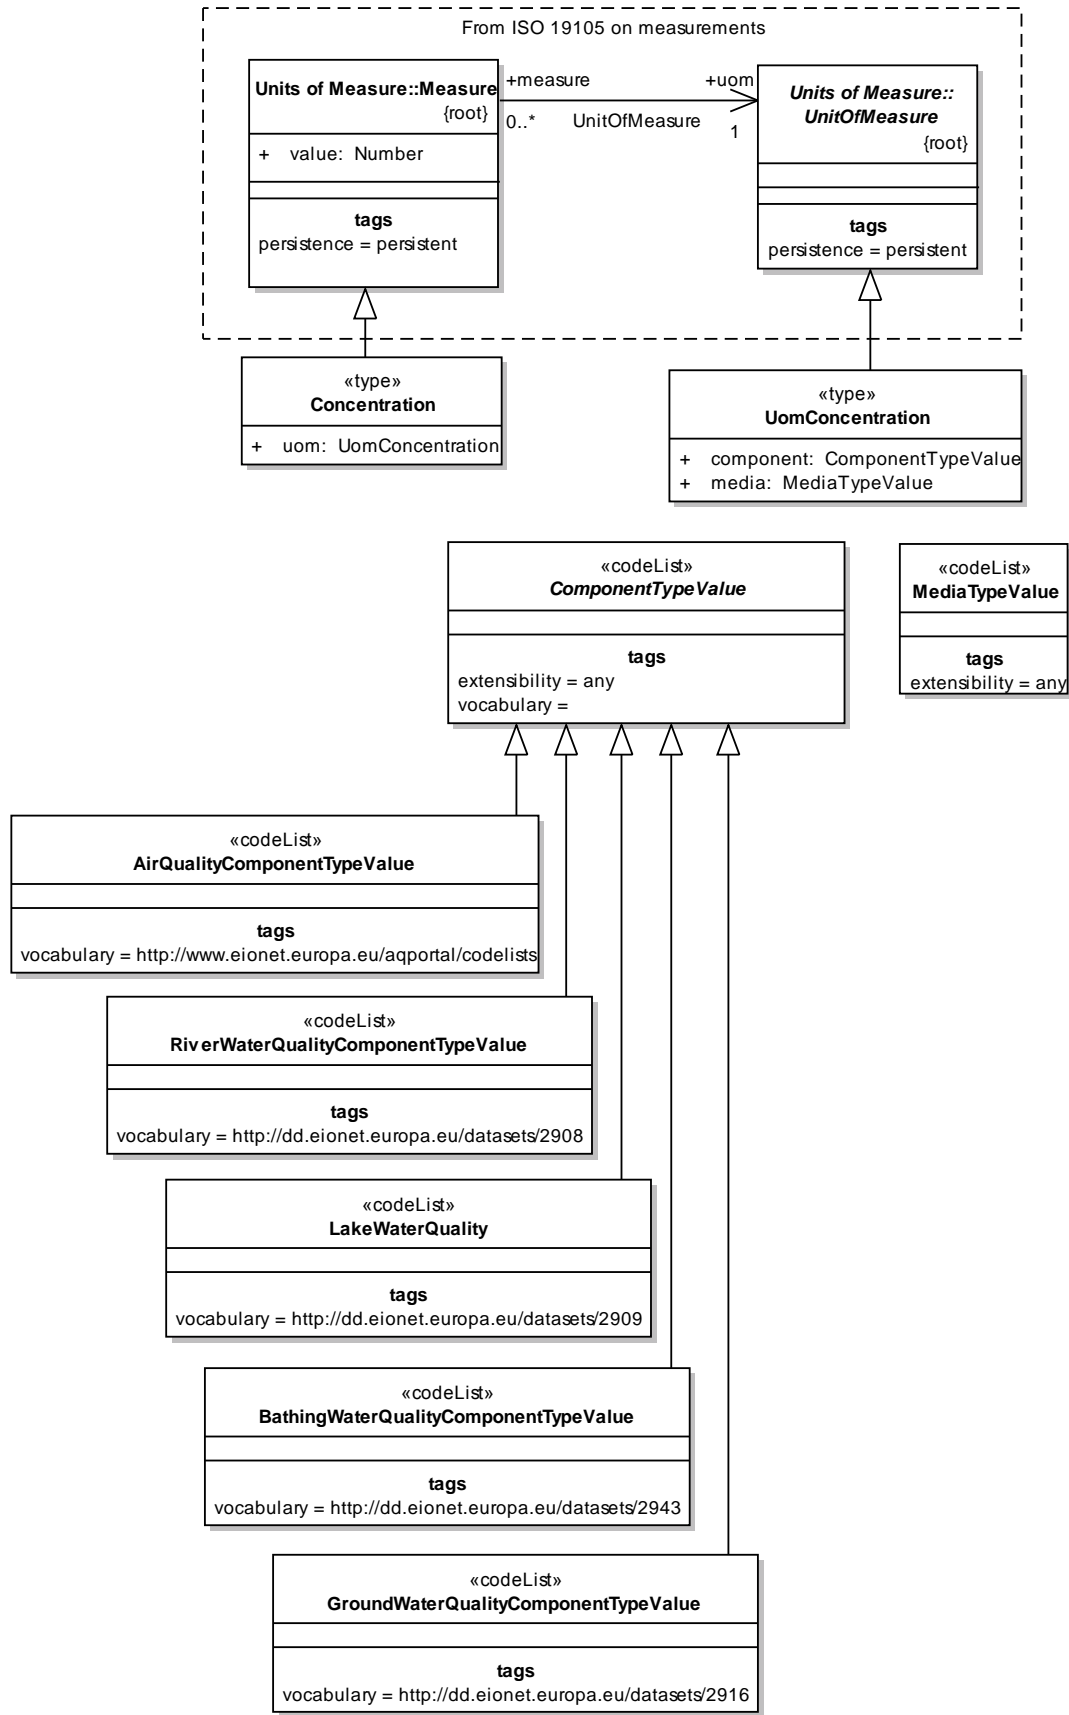 From ISO 19105 on measurements
Units of Measure::Measure
{root}
+ value: Number
tags
persistence = persistent
+measure
+uom
0..*
UnitOfMeasure
1
Units of Measure::
UnitOfMeasure
{root}
tags
persistence = persistent
«type»
Concentration
+ uom: UomConcentration
«type»
UomConcentration
+ component: ComponentTypeValue
+ media: MediaTypeValue
«codeList»
ComponentTypeValue
tags
extensibility = any
vocabulary =
«codeList»
MediaTypeValue
tags
extensibility = any
«codeList»
AirQualityComponentTypeValue
tags
vocabulary = http://www.eionet.europa.eu/aqportal/codelists
«codeList»
RiverWaterQualityComponentTypeValue
tags
vocabulary = http://dd.eionet.europa.eu/datasets/2908
«codeList»
LakeWaterQuality
tags
vocabulary = http://dd.eionet.europa.eu/datasets/2909
«codeList»
BathingWaterQualityComponentTypeValue
tags
vocabulary = http://dd.eionet.europa.eu/datasets/2943
«codeList»
GroundWaterQualityComponentTypeValue
tags
vocabulary = http://dd.eionet.europa.eu/datasets/2916